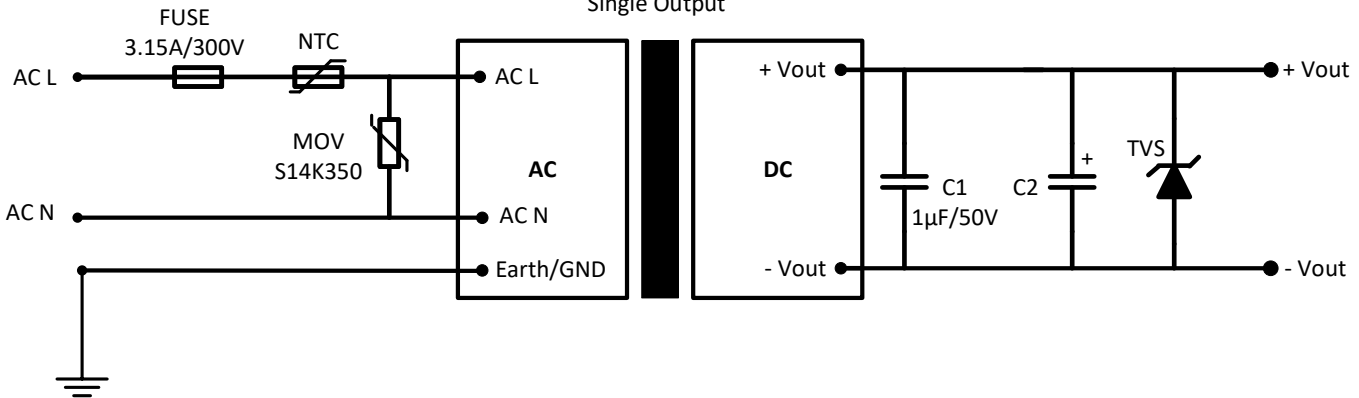 Single Output
FUSE
3.15A/300V
NTC
AC L
AC L
MOV
S14K350
AC
AC N
AC N
Earth/GND
+ Vout
DC
- Vout
C1
1µF/50V
C2
+
TVS
+ Vout
- Vout